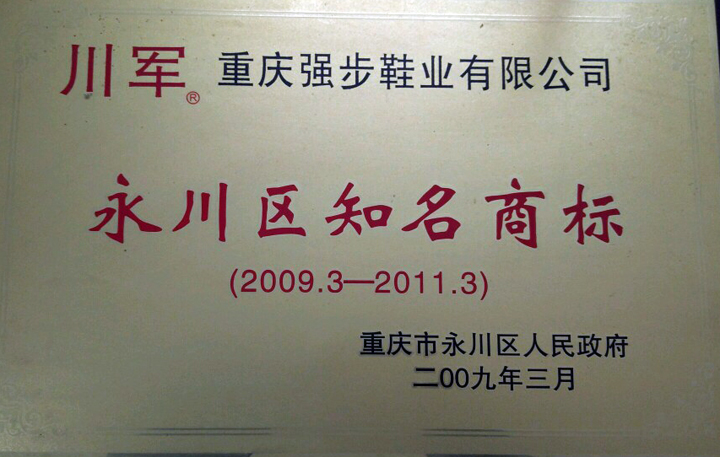 川军® 重庆强步鞋业有限公司
永川区知名商标
(2009.3—2011.3)
重庆市永川区人民政府
二00九年三月